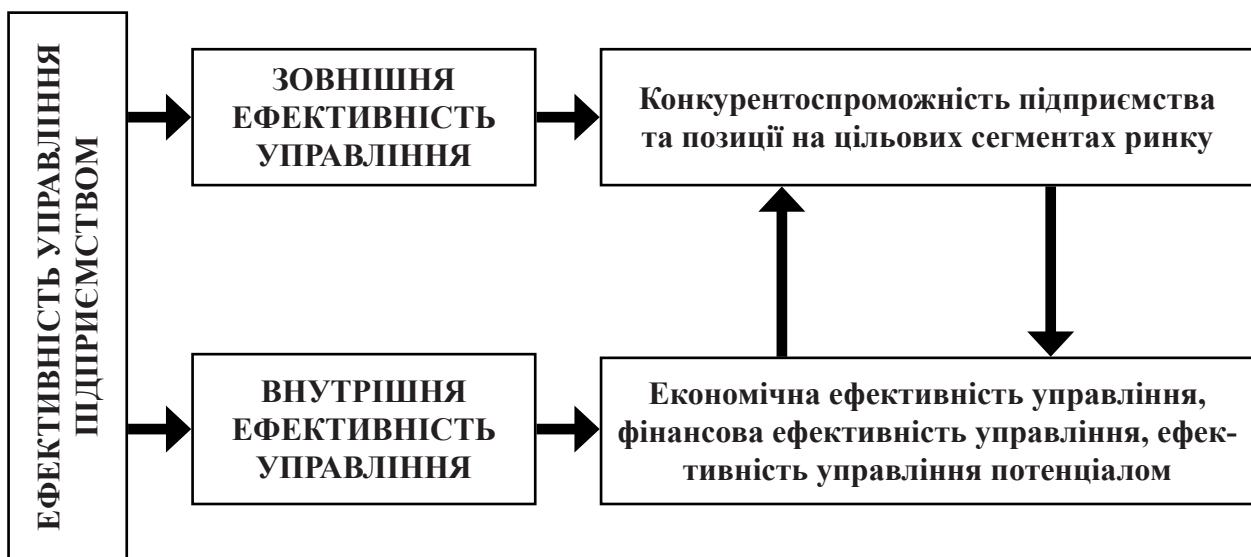 ЕФЕКТИВНІСТЬ УПРАВЛІННЯ
ПІДПРИЄМСТВОМ
ЗОВНІШНЯ
ЕФЕКТИВНІСТЬ
УПРАВЛІННЯ
Конкурентоспроможність підприємства
та позиції на цільових сегментах ринку
ВНУТРІШНЯ
ЕФЕКТИВНІСТЬ
УПРАВЛІННЯ
Економічна ефективність управління,
фінансова ефективність управління, ефек-
тивність управління потенціалом